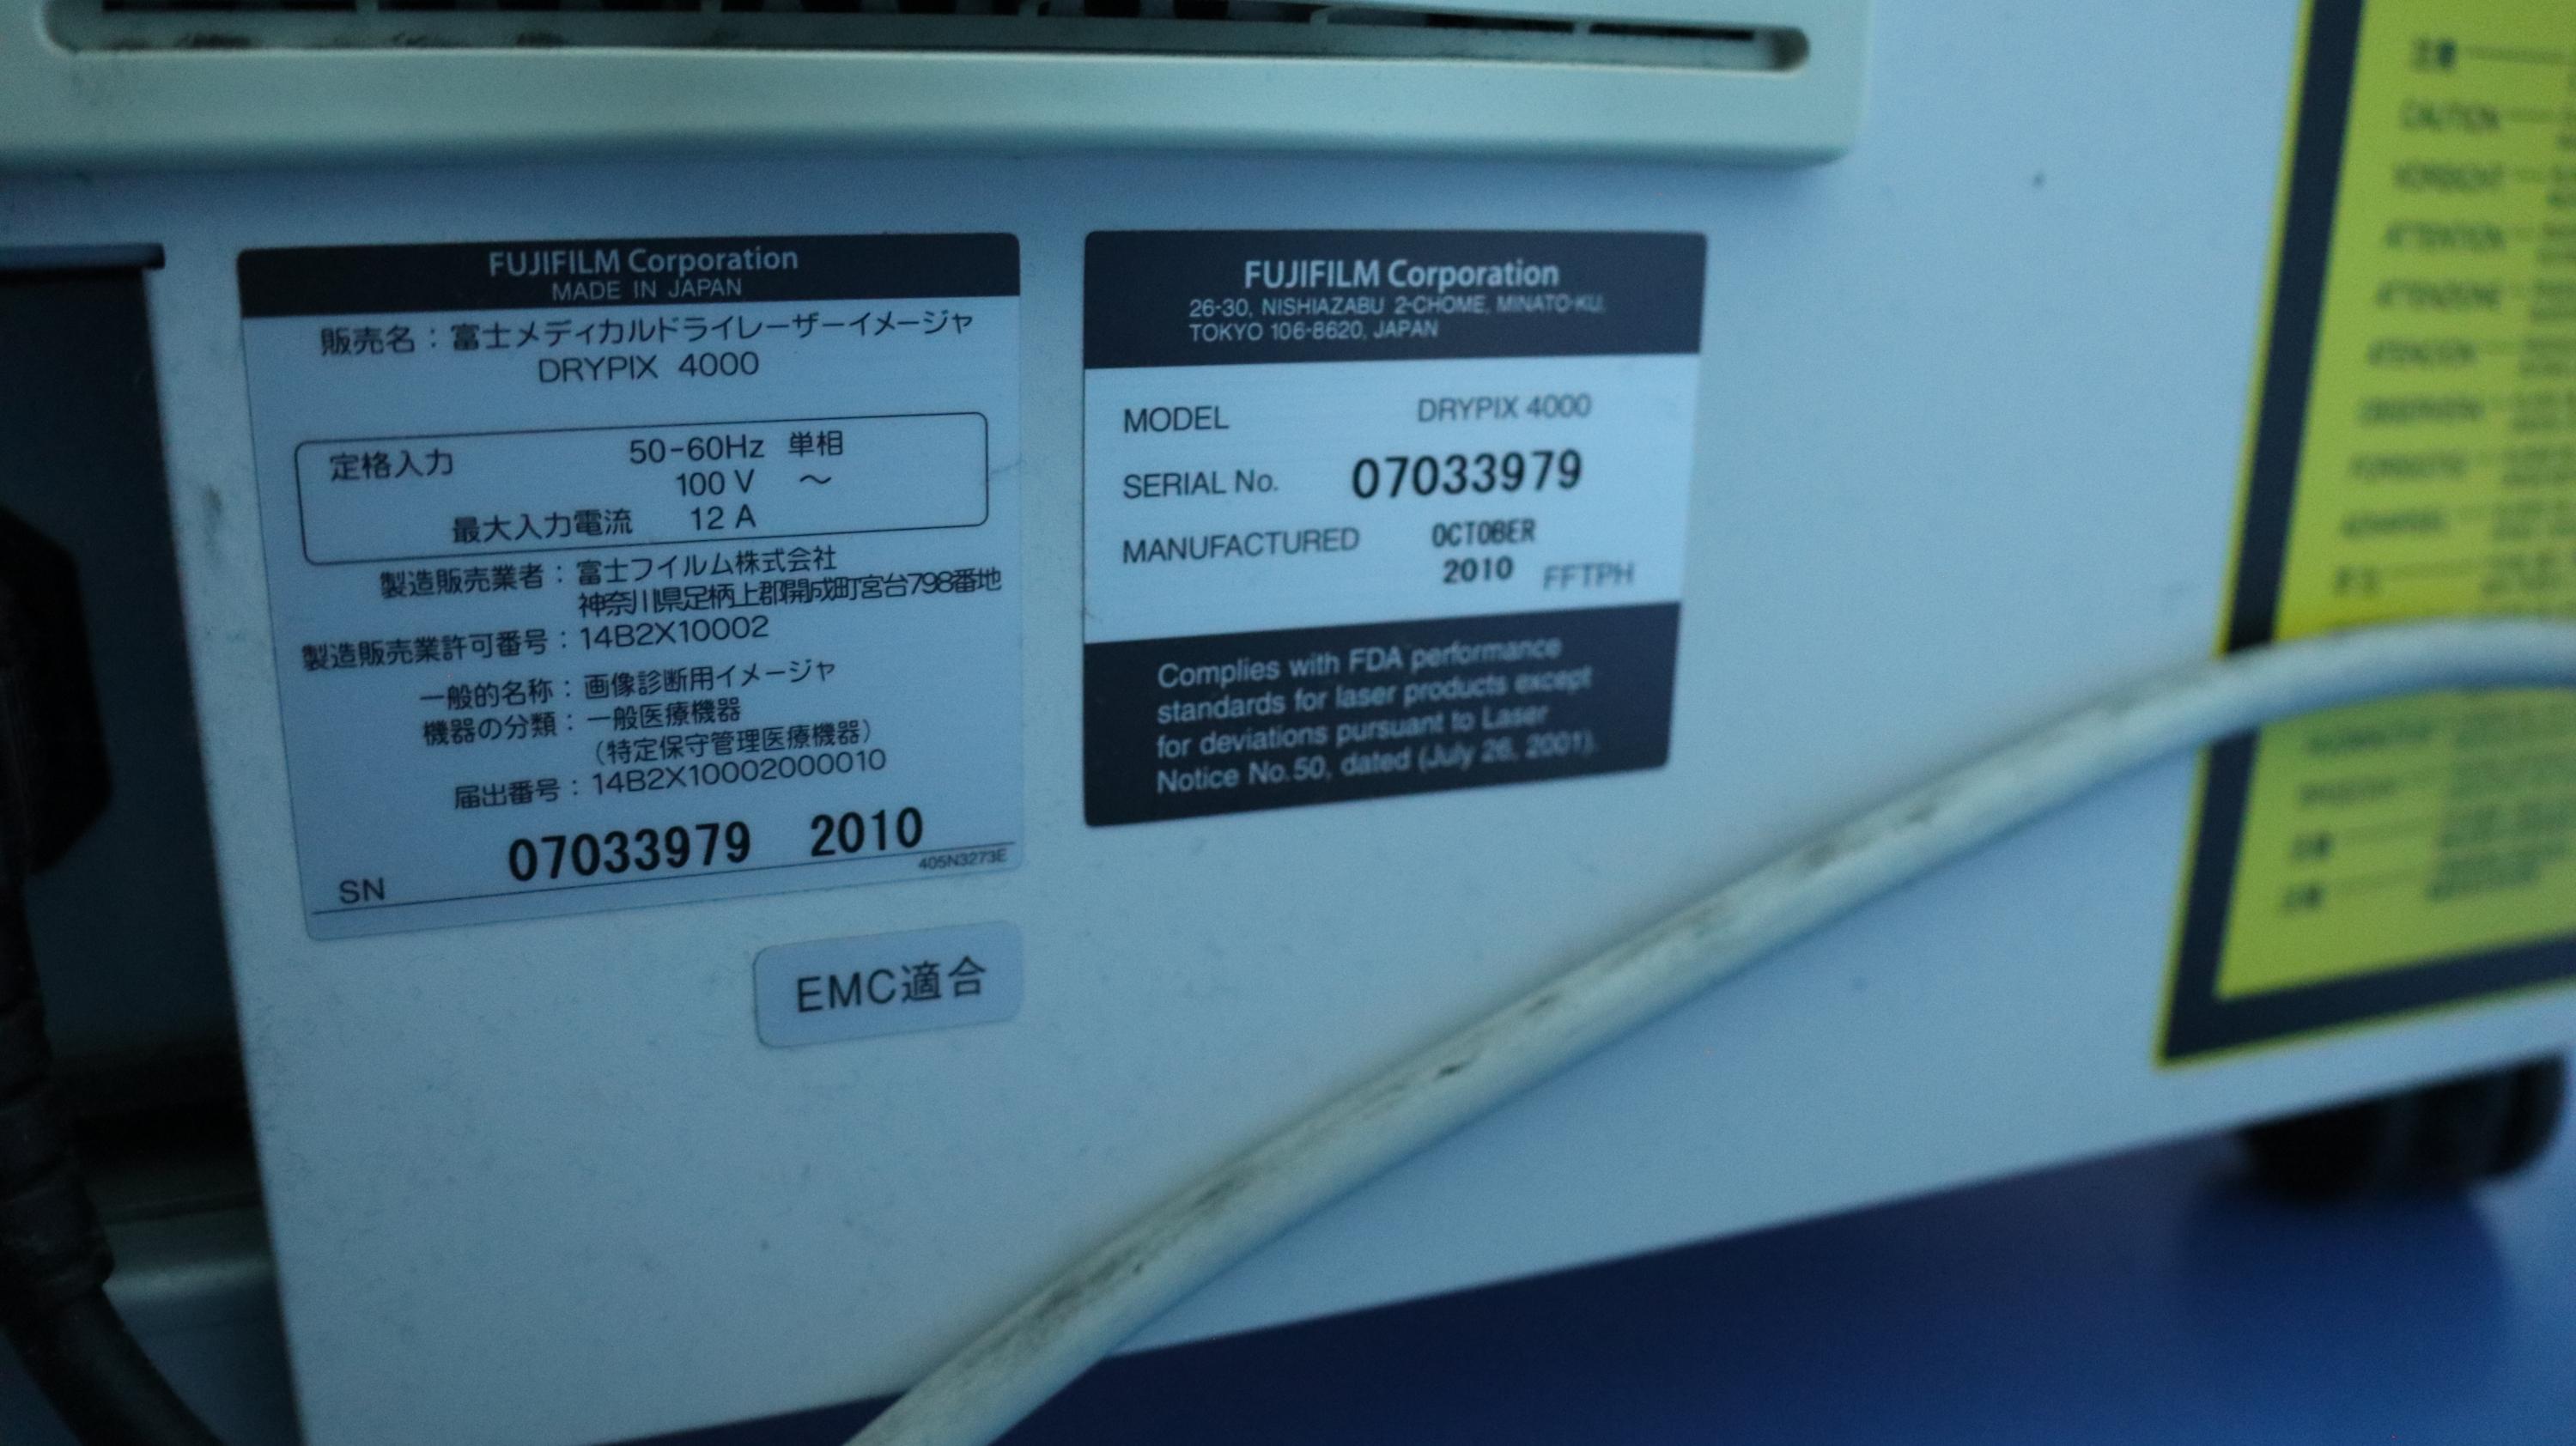 FUJIFILM Corporation
MADE IN JAPAN
販売名：富士メディカルドライレーザーイメージャ
DRYPIX 4000
定格入力 50-60Hz 単相
100 V ～
最大入力電流 12 A
製造販売業者：富士フイルム株式会社
神奈川県足柄上郡開成町宮台798番地
製造販売業許可番号：14B2X10002
一般的名称：画像診断用イメージャ
機器の分類：一般医療機器
（特定保守管理医療機器）
届出番号：14B2X10002000010
SN 07033979 2010
405N3273E
EMC適合
FUJIFILM Corporation
26-30, NISHIAZABU 2-CHOME, MINATO-KU,
TOKYO 106-8620, JAPAN
MODEL DRYPIX 4000
SERIAL No. 07033979
MANUFACTURED OCTOBER
2010 FFTPH
Complies with FDA performance
standards for laser products except
for deviations pursuant to Laser
Notice No.50, dated (July 26, 2001).
注意
CAUTION
VORSICHT
ATTENTION
ATTENZIONE
ATENCION